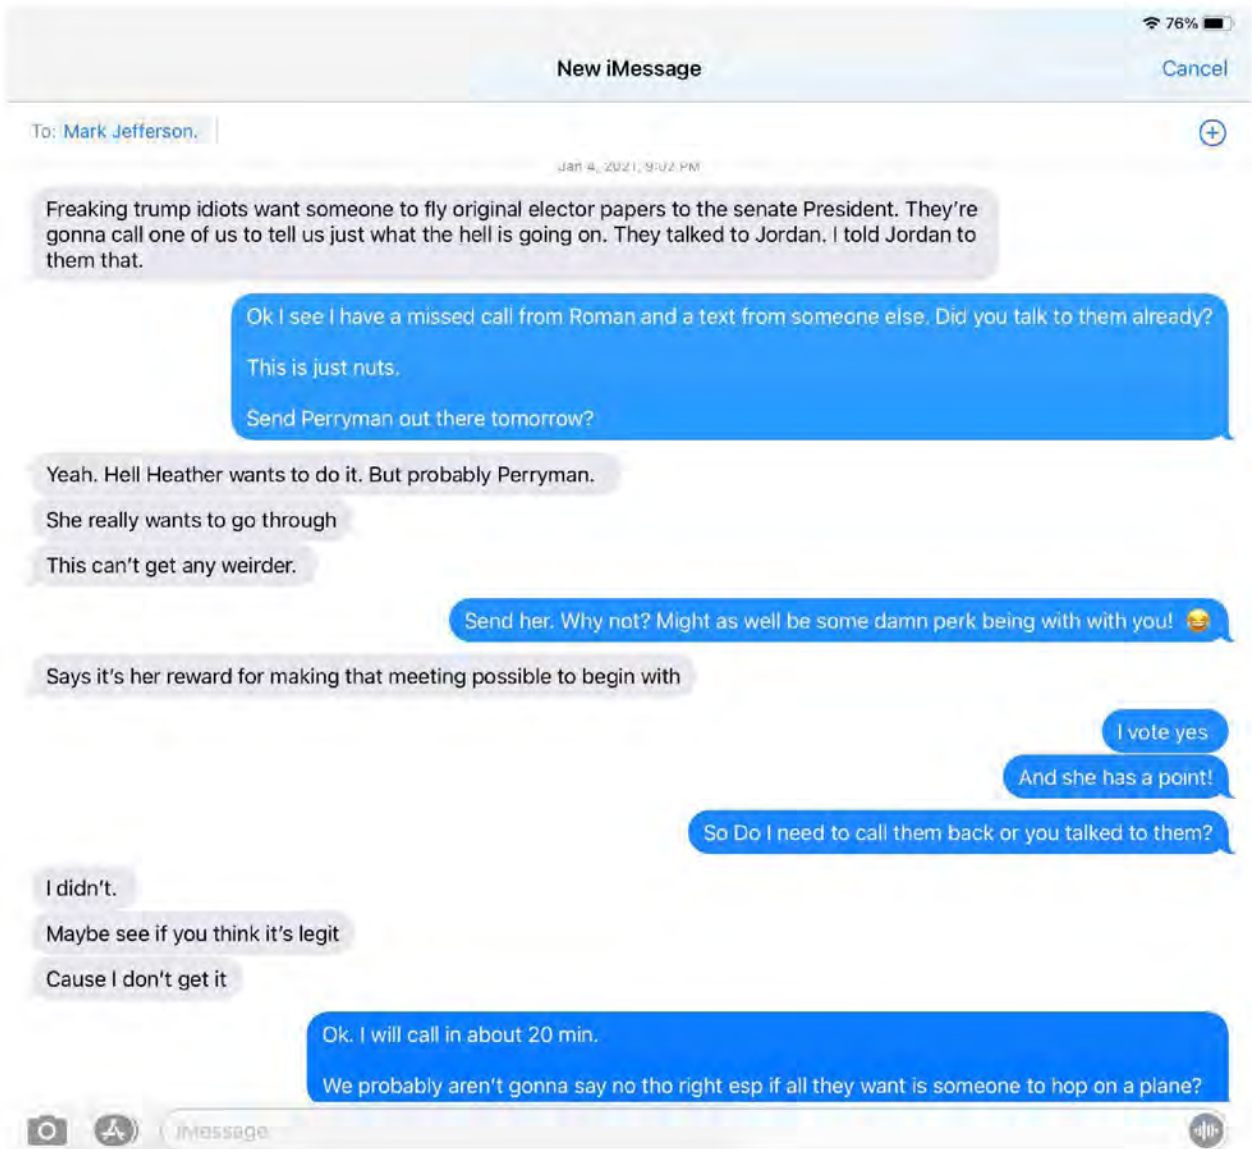 76%
New iMessage
Cancel
To: Mark Jefferson.
Jan 4, 2021, 9:02 PM
Freaking trump idiots want someone to fly original elector papers to the senate President. They're
gonna call one of us to tell us just what the hell is going on. They talked to Jordan. I told Jordan to
them that.
Ok I see I have a missed call from Roman and a text from someone else. Did you talk to them already?
This is just nuts.
Send Perryman out there tomorrow?
Yeah. Hell Heather wants to do it. But probably Perryman.
She really wants to go through
This can't get any weirder.
Send her. Why not? Might as well be some damn perk being with with you! 😂
Says it's her reward for making that meeting possible to begin with
I vote yes
And she has a point!
So Do I need to call them back or you talked to them?
I didn't.
Maybe see if you think it's legit
Cause I don't get it
Ok. I will call in about 20 min.
We probably aren't gonna say no tho right esp if all they want is someone to hop on a plane?
iMessage